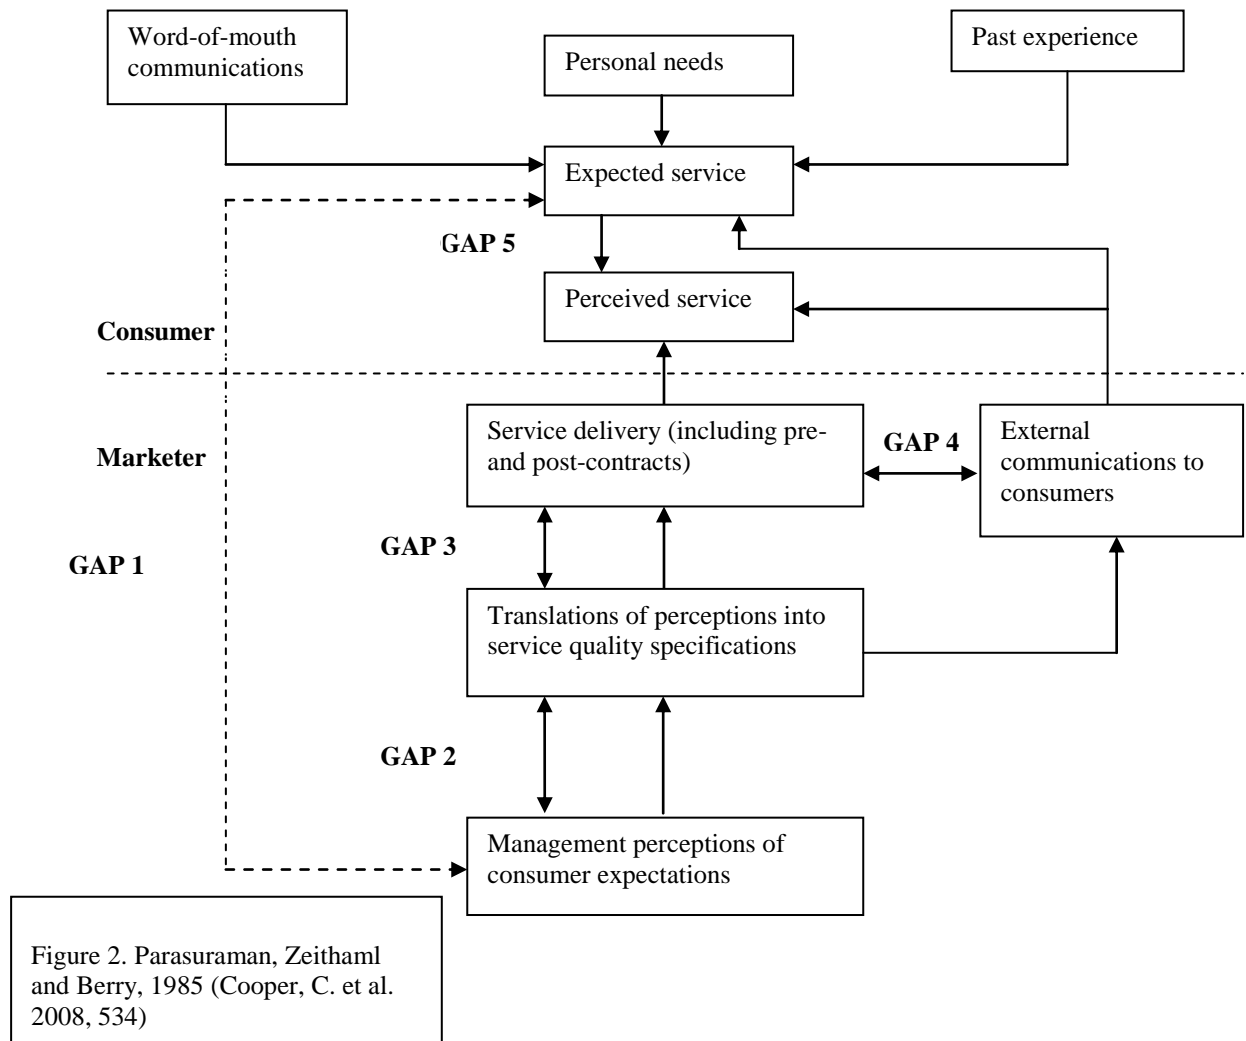 Word-of-mouth
communications
Personal needs
Past experience
Expected service
GAP 5
Perceived service
Consumer
Marketer
Service delivery (including pre-
and post-contracts)
GAP 4
External
communications to
consumers
GAP 3
GAP 1
Translations of perceptions into
service quality specifications
GAP 2
Management perceptions of
consumer expectations
Figure 2. Parasuraman, Zeithaml
and Berry, 1985 (Cooper, C. et al.
2008, 534)